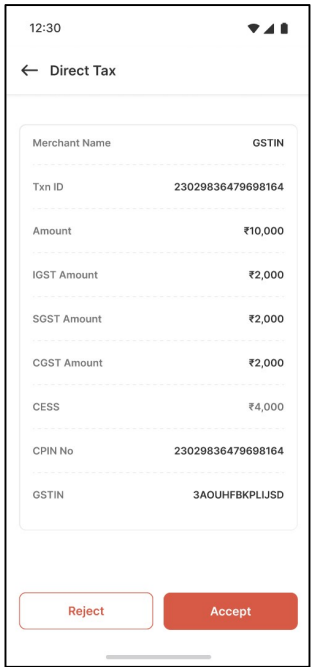 12:30
Direct Tax
Merchant Name GSTIN
Txn ID 23029836479698164
Amount ₹10,000
IGST Amount ₹2,000
SGST Amount ₹2,000
CGST Amount ₹2,000
CESS ₹4,000
CPIN No 23029836479698164
GSTIN 3AOUHFBKPLIJSD
Reject Accept